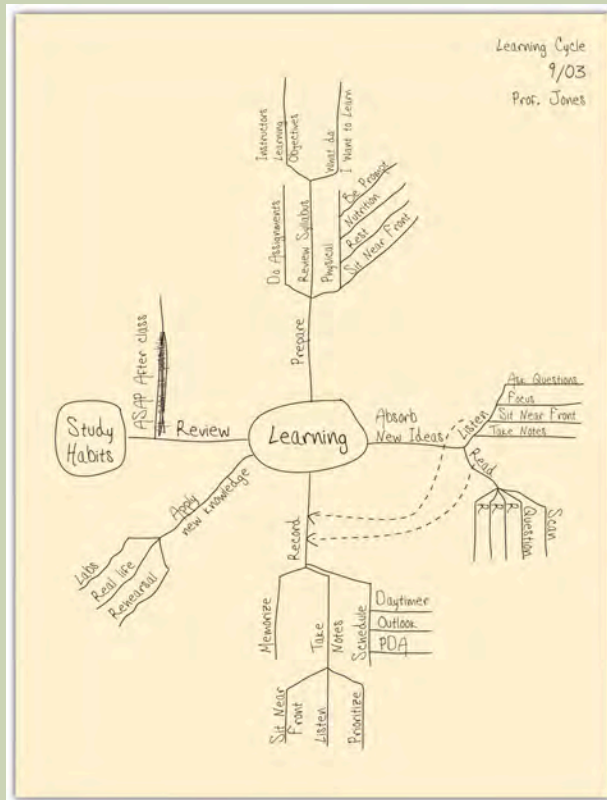 Learning Cycle
9/03
Prof. Jones
Instructors
Learning
Objectives
What do
I Want to Learn
Do Assignments
Review Syllabus
Physical
Be Prompt
Nutrition
Rest
Sit Near Front
Prepare
ASAP After class
Study
Habits
Review
Learning
Absorb
New Ideas
Listen
Ask Questions
Focus
Sit Near Front
Take Notes
Read
Scan
Question
R
R
R
Apply
new knowledge
Labs
Real life
Rehearsal
Record
Memorize
Take
Notes
Schedule
Daytimer
Outlook
PDA
Sit Near
Front
Listen
Prioritize